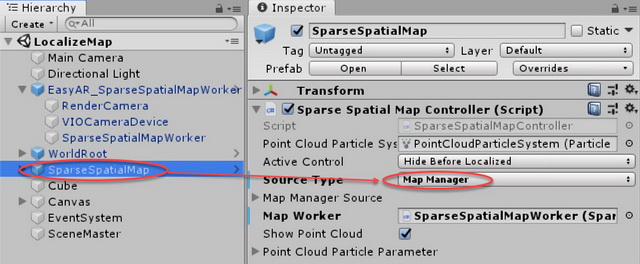 Hierarchy
Create
All
LocalizeMap
Main Camera
Directional Light
EasyAR_SparseSpatialMapWorker
RenderCamera
VIOCameraDevice
SparseSpatialMapWorker
WorldRoot
SparseSpatialMap
Cube
Canvas
EventSystem
SceneMaster
Inspector
SparseSpatialMap
Static
Tag Untagged Layer Default
Prefab Open Select Overrides
Transform
Sparse Spatial Map Controller (Script)
Script SparseSpatialMapController
Point Cloud Particle Sys PointCloudParticleSystem (Particle
Active Control Hide Before Localized
Source Type Map Manager
Map Manager Source
Map Worker SparseSpatialMapWorker (Spar
Show Point Cloud
Point Cloud Particle Parameter